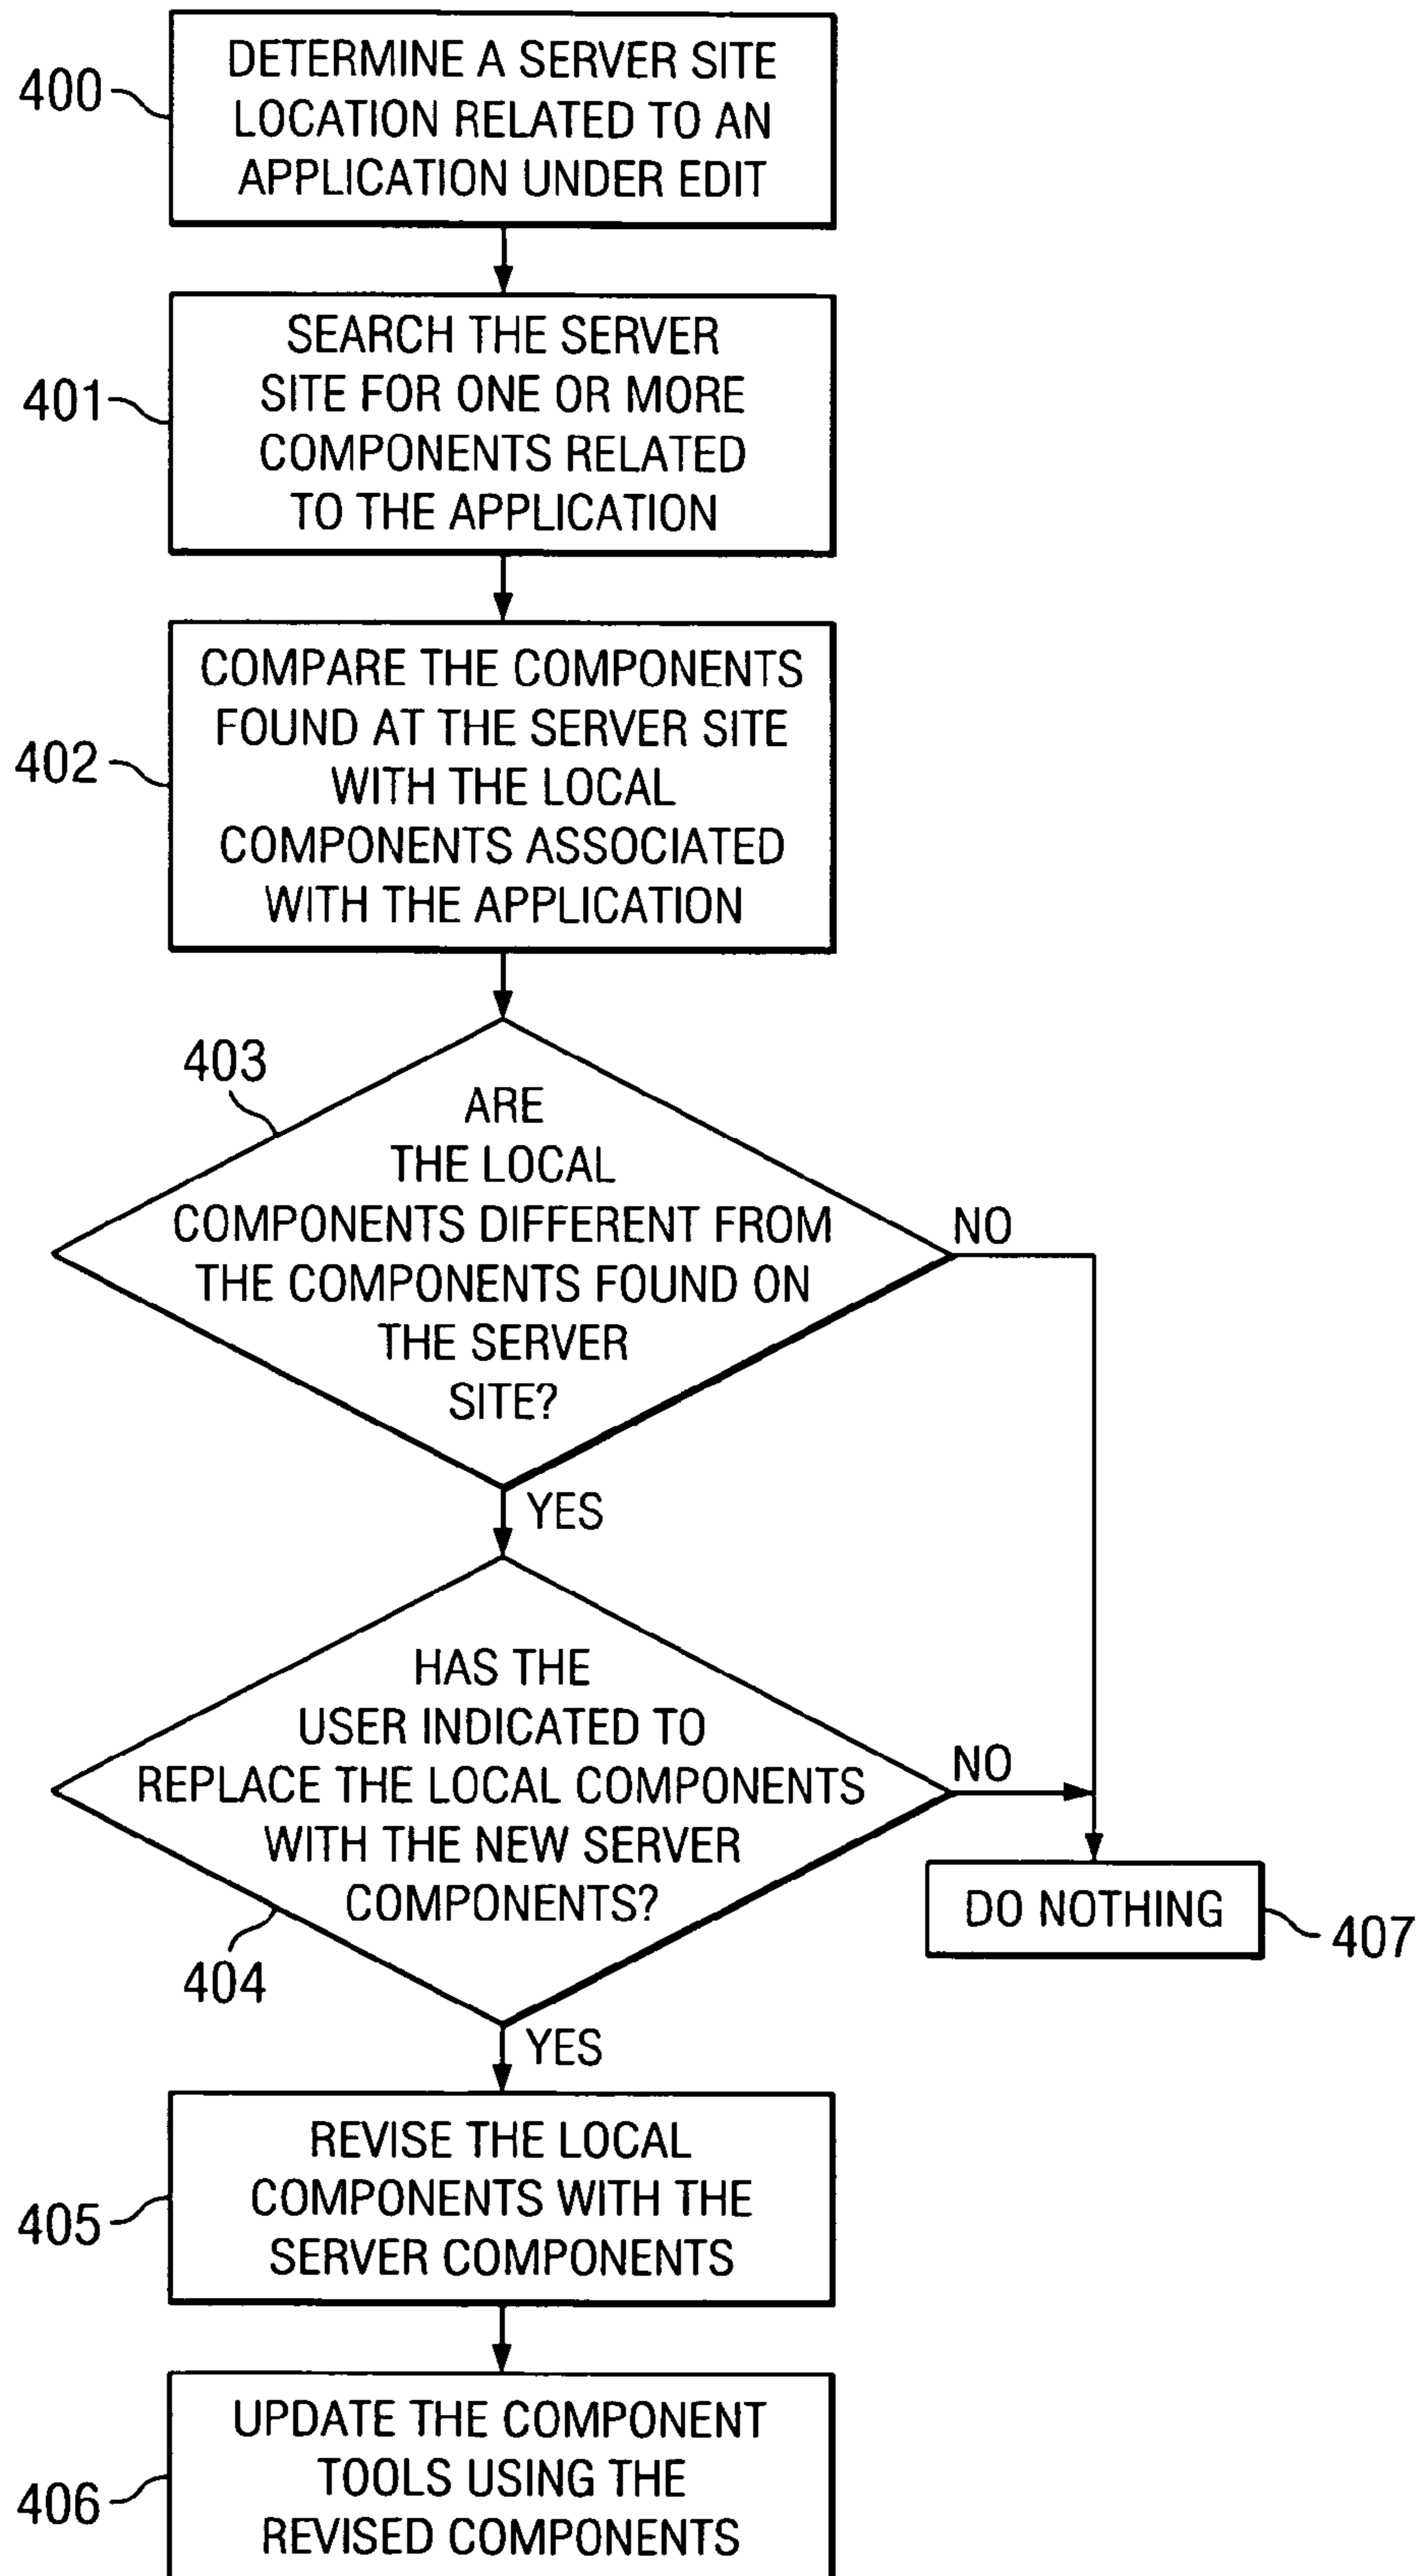 400
DETERMINE A SERVER SITE
LOCATION RELATED TO AN
APPLICATION UNDER EDIT
401
SEARCH THE SERVER
SITE FOR ONE OR MORE
COMPONENTS RELATED
TO THE APPLICATION
402
COMPARE THE COMPONENTS
FOUND AT THE SERVER SITE
WITH THE LOCAL
COMPONENTS ASSOCIATED
WITH THE APPLICATION
403
ARE
THE LOCAL
COMPONENTS DIFFERENT FROM
THE COMPONENTS FOUND ON
THE SERVER
SITE?
NO
YES
HAS THE
USER INDICATED TO
REPLACE THE LOCAL COMPONENTS
WITH THE NEW SERVER
COMPONENTS?
NO
404
DO NOTHING
407
YES
REVISE THE LOCAL
COMPONENTS WITH THE
SERVER COMPONENTS
405
UPDATE THE COMPONENT
TOOLS USING THE
REVISED COMPONENTS
406